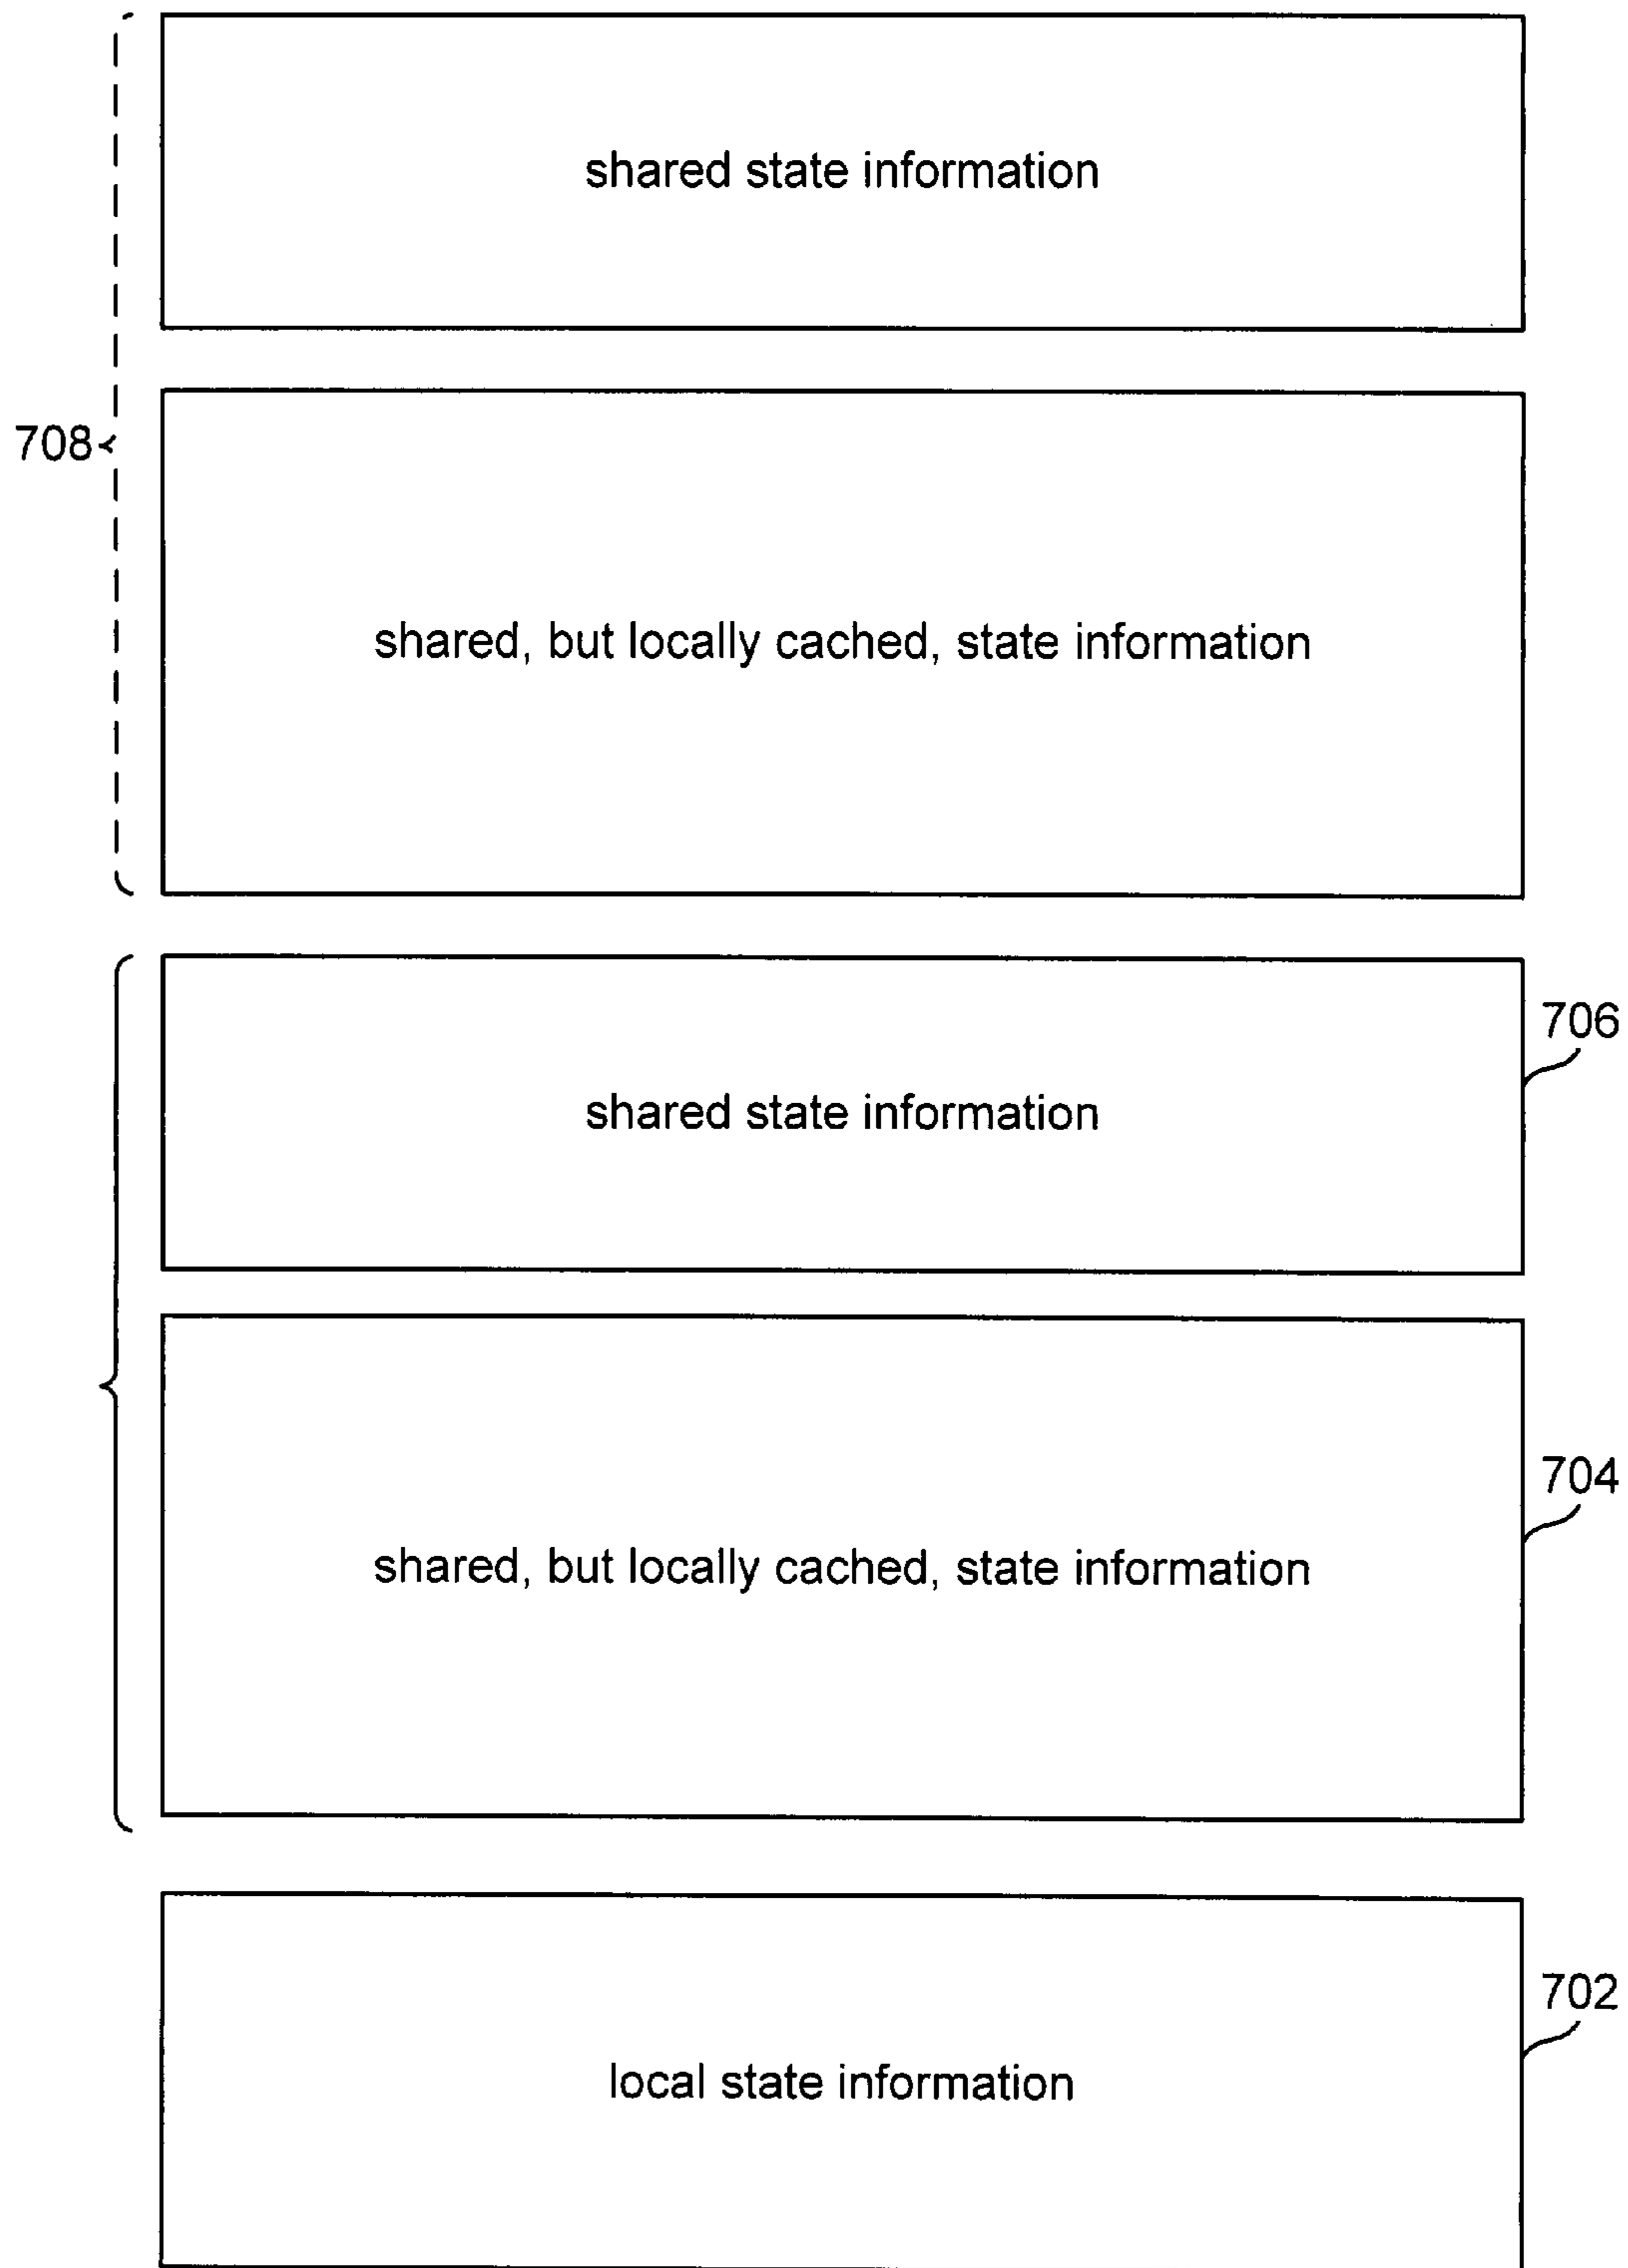 shared state information
708
shared, but locally cached, state information
706
shared state information
704
shared, but locally cached, state information
702
local state information